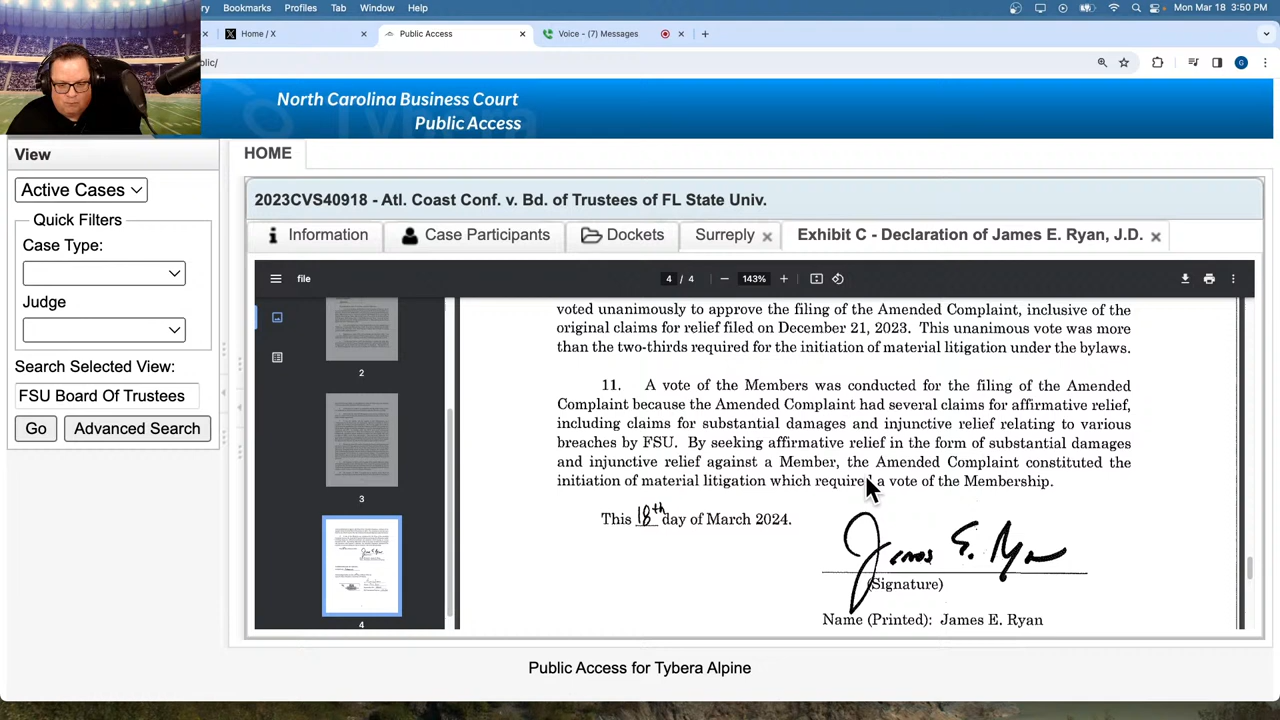 ry Bookmarks Profiles Tab Window Help Mon Mar 18 3:50 PM
Home / X Public Access Voice - (7) Messages
blic/ G
North Carolina Business Court
Public Access
View
Active Cases
Quick Filters
Case Type:
Judge
Search Selected View:
FSU Board Of Trustees
Go Advanced Search
HOME
2023CVS40918 - Atl. Coast Conf. v. Bd. of Trustees of FL State Univ.
Information Case Participants Dockets Surreply Exhibit C - Declaration of James E. Ryan, J.D.
file 4 / 4 143%
2
3
4
voted unanimously to approve the filing of the Amended Complaint, inclusive of the
original claims for relief filed on December 21, 2023. This unanimous vote was more
than the two-thirds required for the initiation of material litigation under the bylaws.
11. A vote of the Members was conducted for the filing of the Amended
Complaint because the Amended Complaint had several claims for affirmative relief,
including claims for substantial damages and injunctive relief relating to various
breaches by FSU. By seeking affirmative relief in the form of substantial damages
and injunctive relief against a Member, the Amended Complaint constituted the
initiation of material litigation which required a vote of the Membership.
This 18th day of March 2024.
James E. Ryan
(Signature)
Name (Printed): James E. Ryan
Public Access for Tybera Alpine